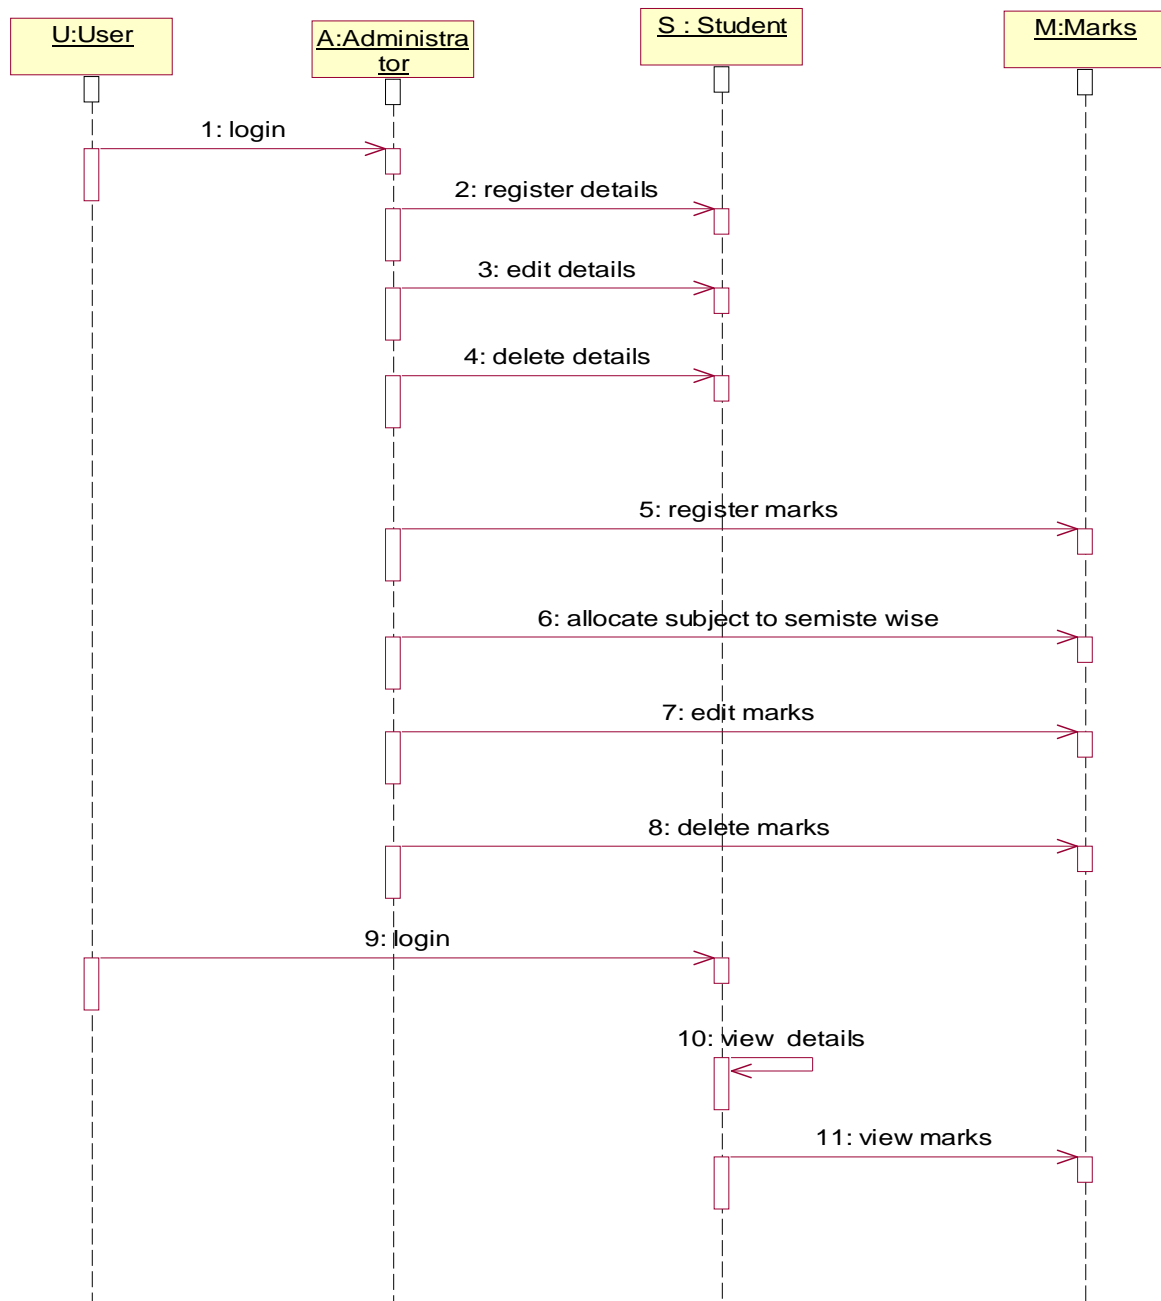 U:User
A:Administra
tor
S : Student
M:Marks
1: login
2: register details
3: edit details
4: delete details
5: register marks
6: allocate subject to semiste wise
7: edit marks
8: delete marks
9: login
10: view  details
11: view marks